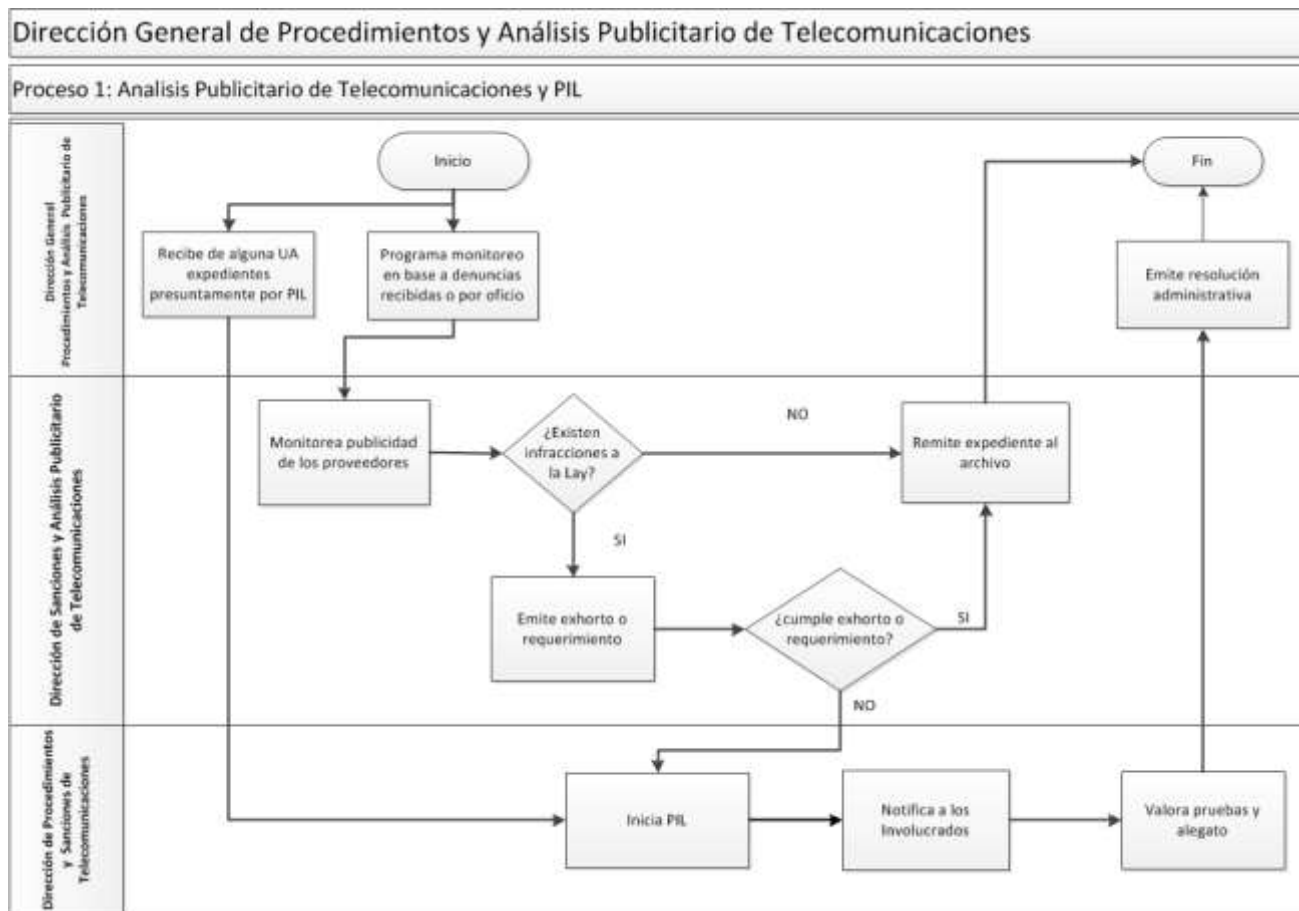 Dirección General de Procedimientos y Análisis Publicitario de Telecomunicaciones
Proceso 1: Analisis Publicitario de Telecomunicaciones y PIL
Dirección General
Procedimientos y Análisis Publicitario de
Telecomunicaciones
Inicio
Fin
Recibe de alguna UA
expedientes
presuntamente por PIL
Programa monitoreo
en base a denuncias
recibidas o por oficio
Emite resolución
administrativa
Dirección de Sanciones y Análisis Publicitario
de Telecomunicaciones
Monitorea publicidad
de los proveedores
¿Existen
infracciones a
la Lay?
NO
Remite expediente al
archivo
SI
Emite exhorto o
requerimiento
¿cumple exhorto o
requerimiento?
SI
NO
Dirección de Procedimientos
y Sanciones de
Telecomunicaciones
Inicia PIL
Notifica a los
Involucrados
Valora pruebas y
alegato